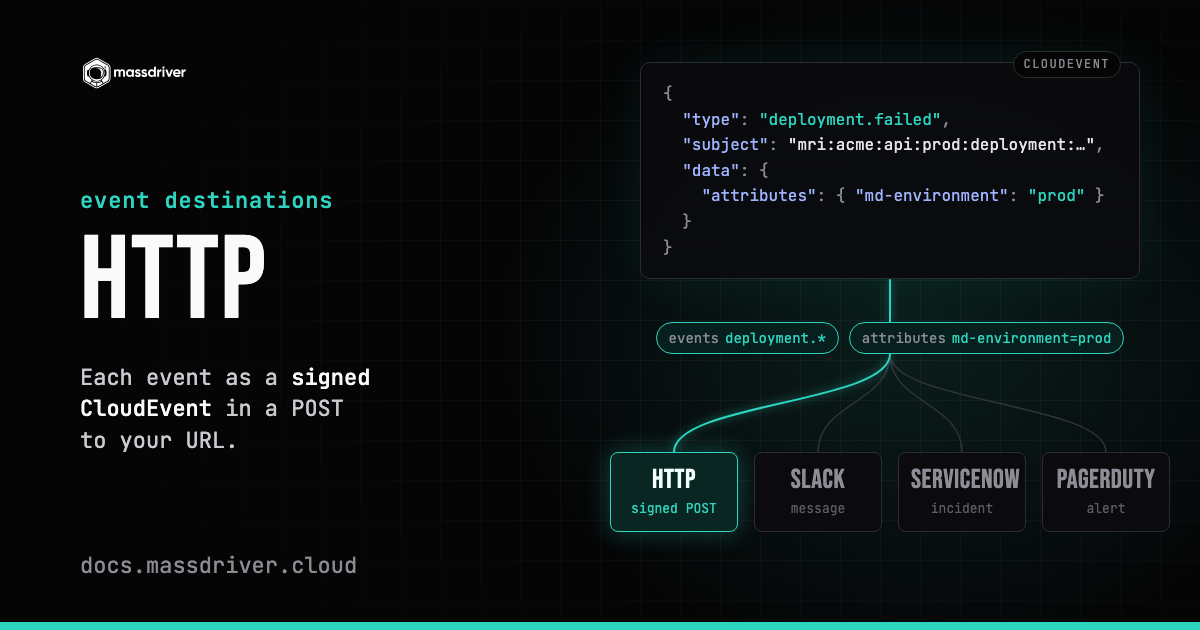 massdriver
event destinations
HTTP
Each event as a signed
CloudEvent in a POST
to your URL.
docs.massdriver.cloud
CLOUDEVENT
{
"type": "deployment.failed",
"subject": "mri:acme:api:prod:deployment:…",
"data": {
"attributes": { "md-environment": "prod" }
}
}
events deployment.*
attributes md-environment=prod
HTTP
signed POST
SLACK
message
SERVICENOW
incident
PAGERDUTY
alert